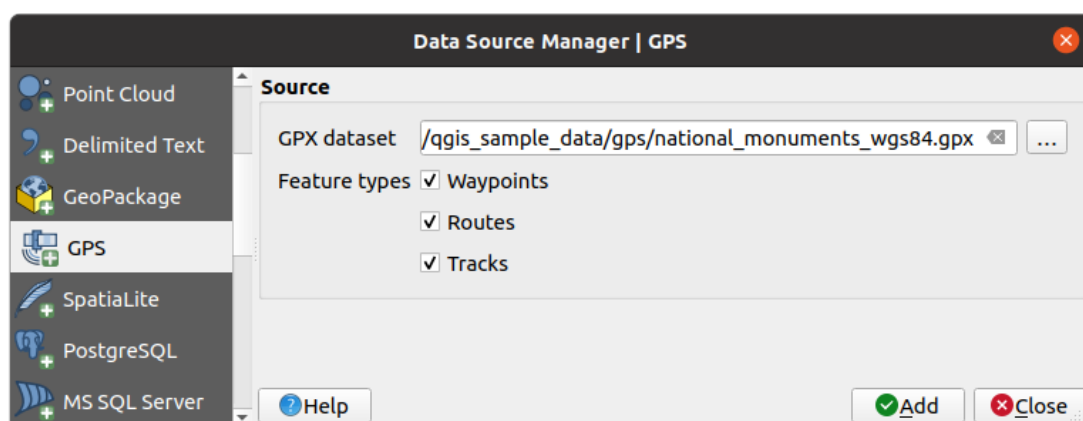 Data Source Manager | GPS
Point Cloud
Delimited Text
GeoPackage
GPS
SpatiaLite
PostgreSQL
MS SQL Server
Source
GPX dataset /qgis_sample_data/gps/national_monuments_wgs84.gpx ...
Feature types Waypoints
Routes
Tracks
Help Add Close